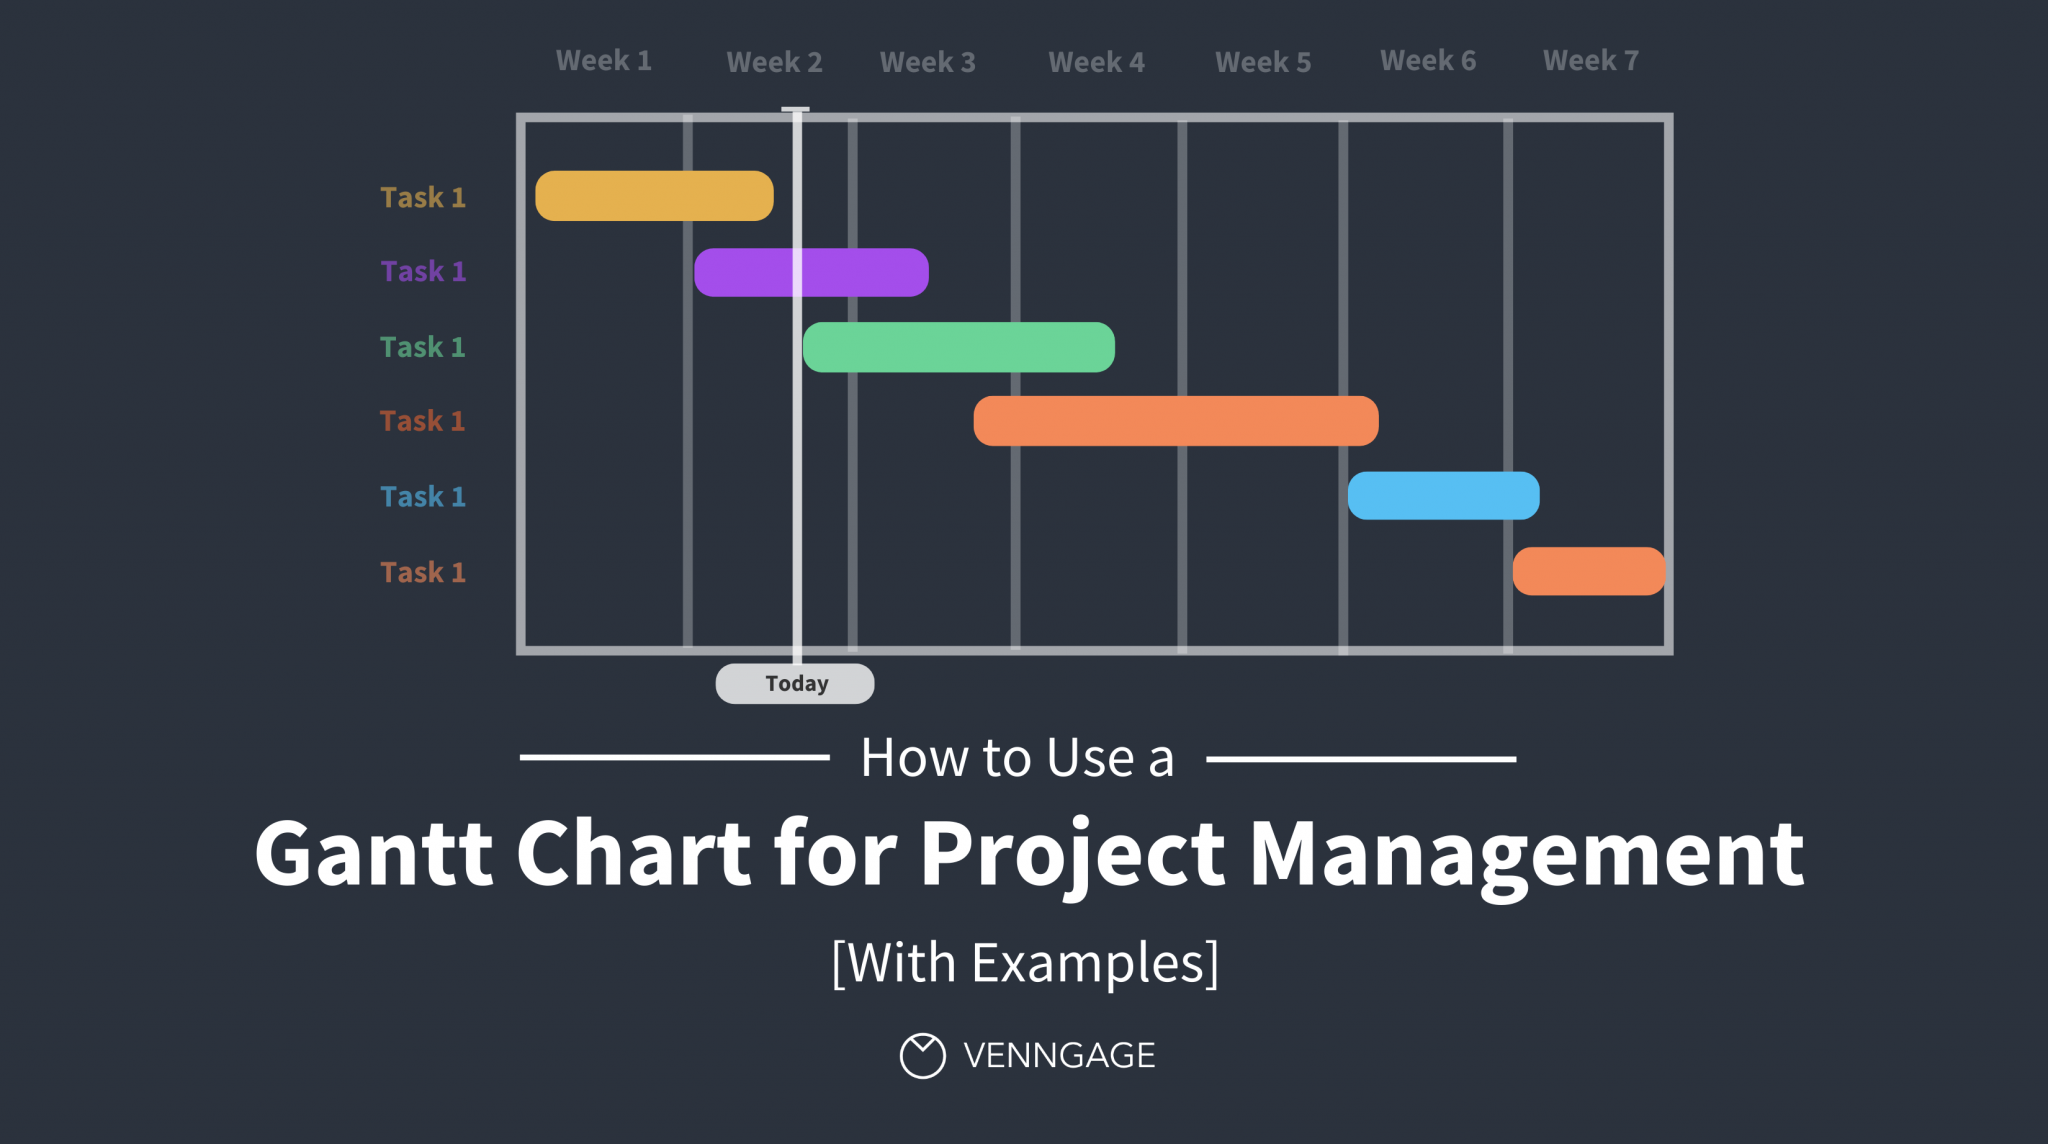 Week 1 Week 2 Week 3 Week 4 Week 5 Week 6 Week 7
Task 1
Task 1
Task 1
Task 1
Task 1
Task 1
Today
How to Use a
Gantt Chart for Project Management
[With Examples]
VENNGAGE